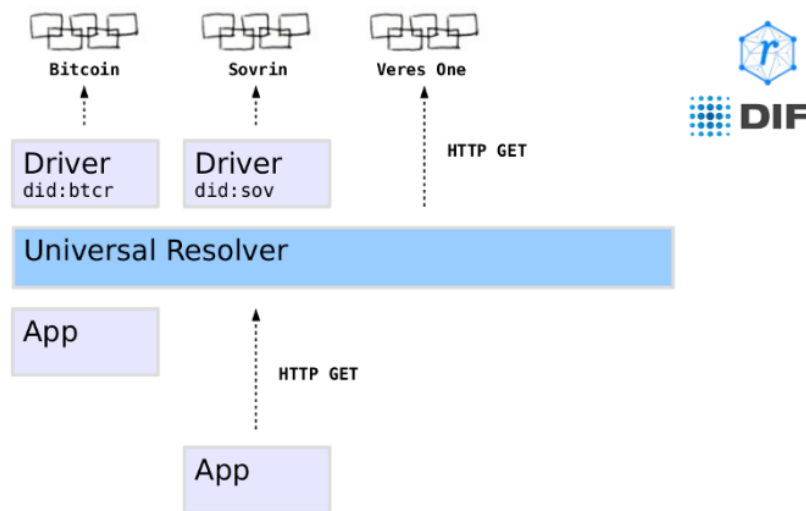 Bitcoin
Sovrin
Veres One
r
DIF
Driver
did:btcr
Driver
did:sov
HTTP GET
Universal Resolver
App
HTTP GET
App